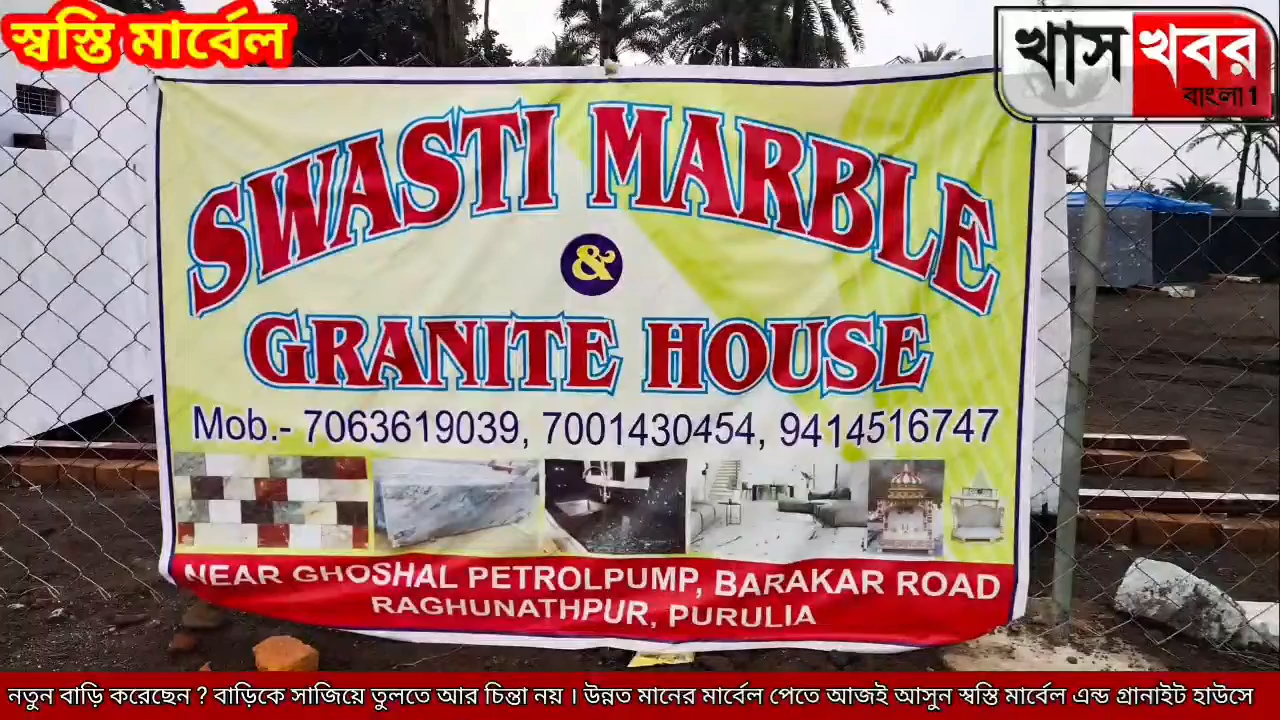 স্বস্তি মার্বেল
খাস খবর
বাংলা 1
SWASTI MARBLE
&
GRANITE HOUSE
Mob.- 7063619039, 7001430454, 9414516747
NEAR GHOSHAL PETROLPUMP, BARAKAR ROAD
RAGHUNATHPUR, PURULIA
নতুন বাড়ি করেছেন ? বাড়িকে সাজিয়ে তুলতে আর চিন্তা নয় । উন্নত মানের মার্বেল পেতে আজই আসুন স্বস্তি মার্বেল এন্ড গ্রানাইট হাউসে